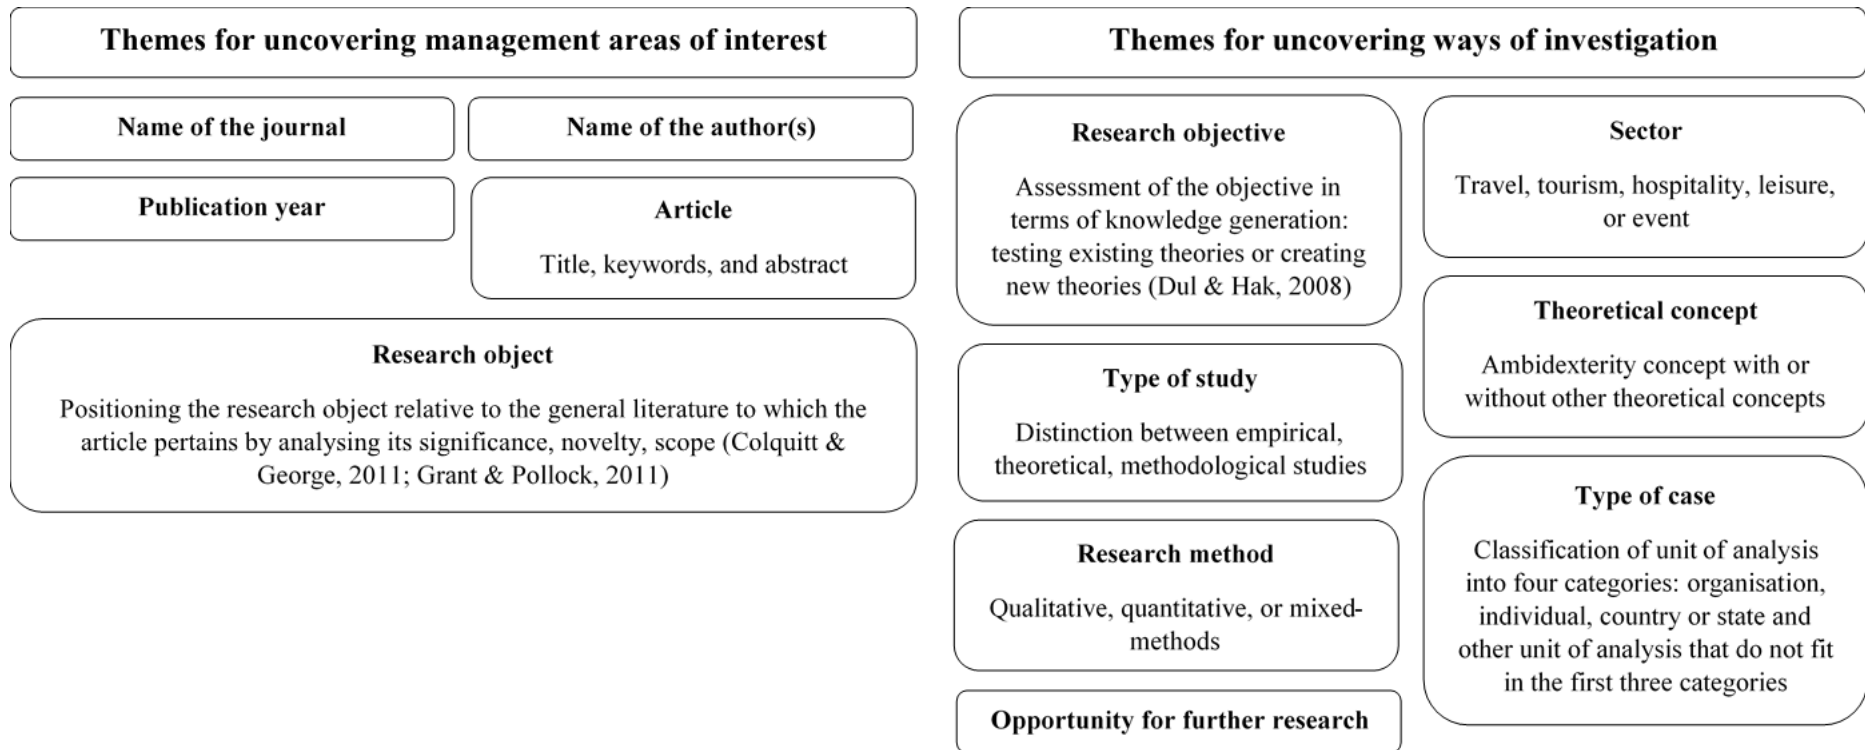 Themes for uncovering management areas of interest
Name of the journal
Name of the author(s)
Publication year
Article
Title, keywords, and abstract
Research object
Positioning the research object relative to the general literature to which the
article pertains by analysing its significance, novelty, scope (Colquitt &
George, 2011; Grant & Pollock, 2011)
Themes for uncovering ways of investigation
Research objective
Assessment of the objective in
terms of knowledge generation:
testing existing theories or creating
new theories (Dul & Hak, 2008)
Sector
Travel, tourism, hospitality, leisure,
or event
Theoretical concept
Ambidexterity concept with or
without other theoretical concepts
Type of study
Distinction between empirical,
theoretical, methodological studies
Type of case
Classification of unit of analysis
into four categories: organisation,
individual, country or state and
other unit of analysis that do not fit
in the first three categories
Research method
Qualitative, quantitative, or mixed-
methods
Opportunity for further research